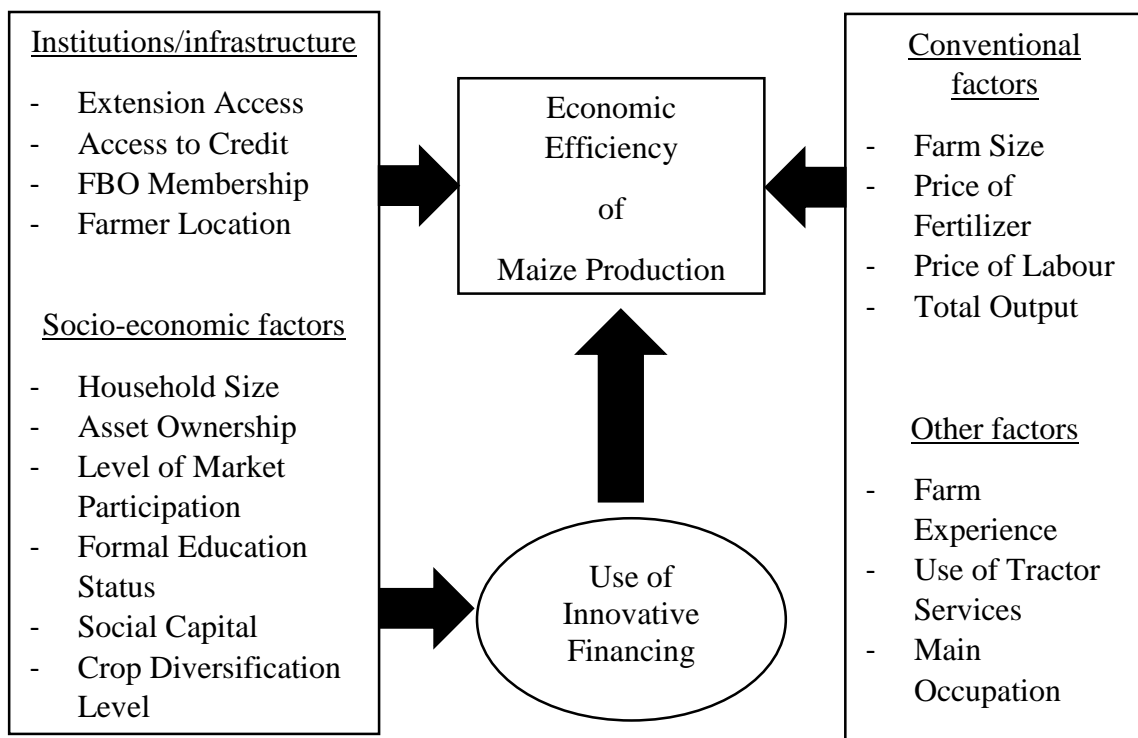 Institutions/infrastructure
- Extension Access
- Access to Credit
- FBO Membership
- Farmer Location
Socio-economic factors
- Household Size
- Asset Ownership
- Level of Market
Participation
- Formal Education
Status
- Social Capital
- Crop Diversification
Level
Economic
Efficiency
of
Maize Production
Use of
Innovative
Financing
Conventional
factors
- Farm Size
- Price of
Fertilizer
- Price of Labour
- Total Output
Other factors
- Farm
Experience
- Use of Tractor
Services
- Main
Occupation